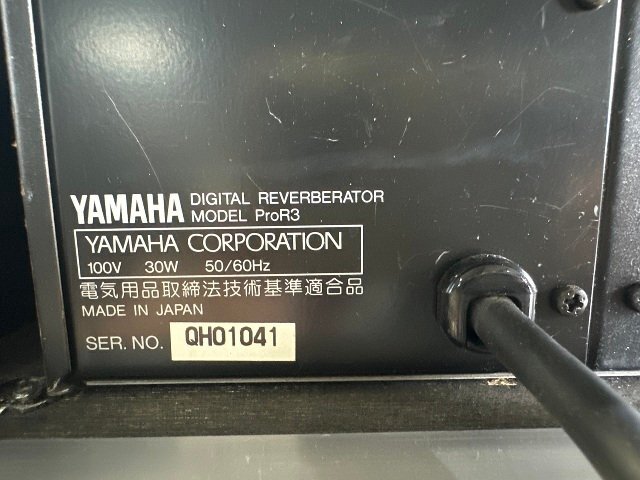 YAMAHA DIGITAL REVERBERATOR
MODEL ProR3
YAMAHA CORPORATION
100V 30W 50/60Hz
電気用品取締法技術基準適合品
MADE IN JAPAN
SER. NO. QH01041